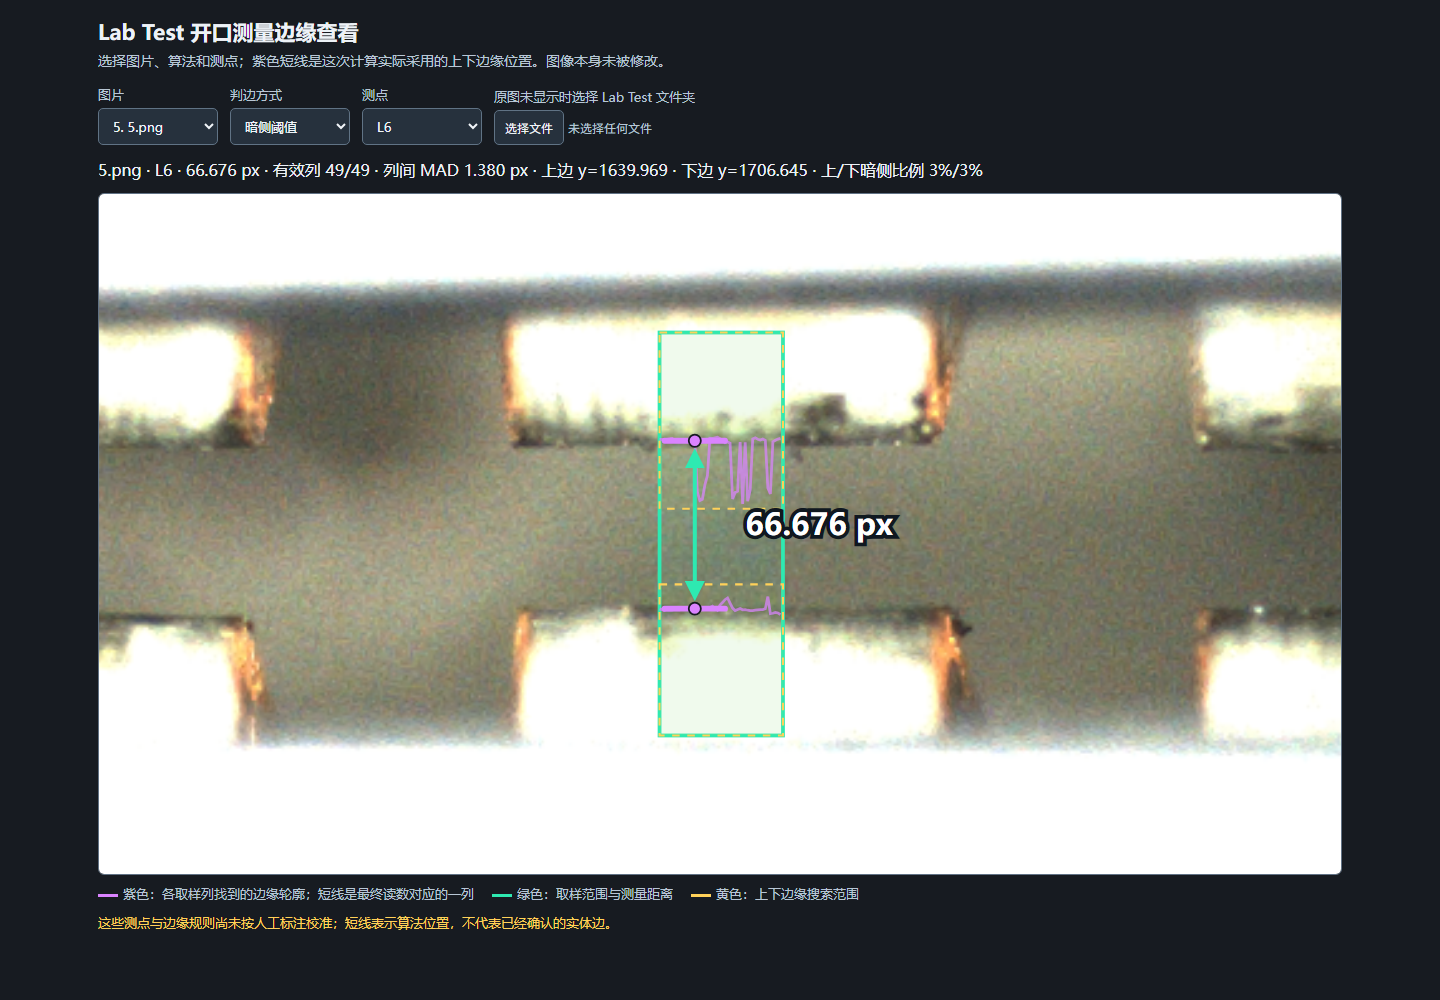 Lab Test 开口测量边缘查看
选择图片、算法和测点；紫色短线是这次计算实际采用的上下边缘位置。图像本身未被修改。
图片
判边方式
测点
原图未显示时选择 Lab Test 文件夹
5. 5.png
暗侧阈值
L6
选择文件 未选择任何文件
5.png · L6 · 66.676 px · 有效列 49/49 · 列间 MAD 1.380 px · 上边 y=1639.969 · 下边 y=1706.645 · 上/下暗侧比例 3%/3%
66.676 px
紫色：各取样列找到的边缘轮廓；短线是最终读数对应的一列
绿色：取样范围与测量距离
黄色：上下边缘搜索范围
这些测点与边缘规则尚未按人工标注校准；短线表示算法位置，不代表已经确认的实体边。